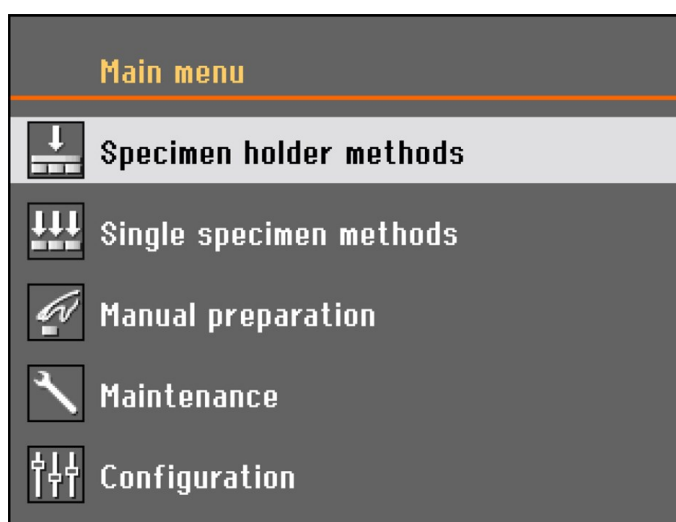 Main menu
Specimen holder methods
Single specimen methods
Manual preparation
Maintenance
Configuration